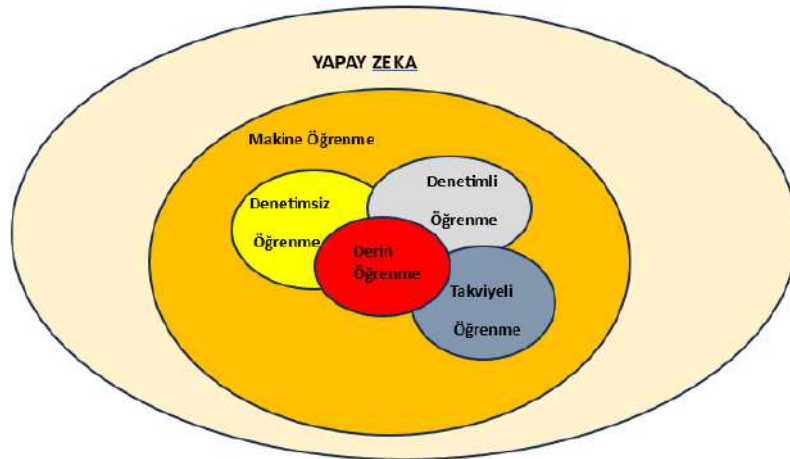 YAPAY ZEKA
Makine Öğrenme
Denetimli
Öğrenme
Denetimsiz
Öğrenme
Derin
Öğrenme
Takviyeli
Öğrenme